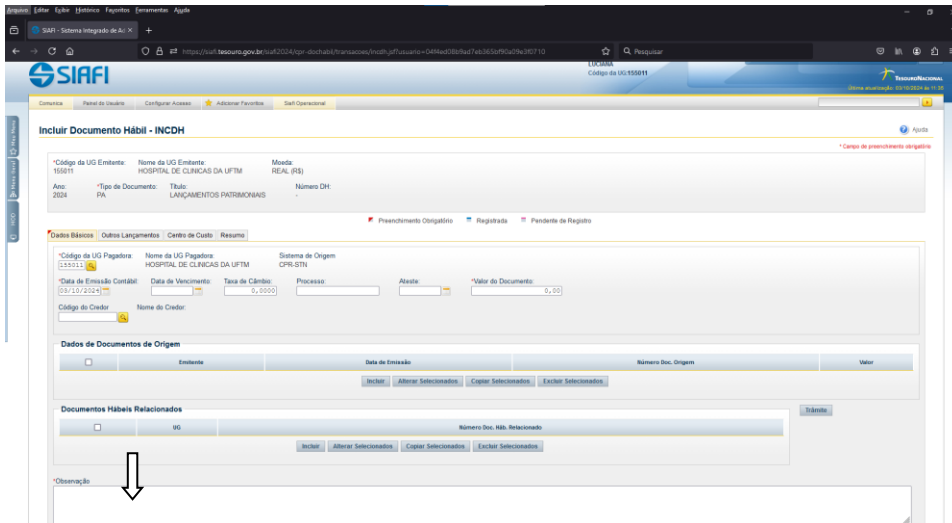 Arquivo Editar Exibir Histórico Favoritos Ferramentas Ajuda
SIAFI - Sistema Integrado de Ad
https://siafi.tesouro.gov.br/siafi2024/cpr-dochabil/transacoes/incdh.jsf?usuario=
Pesquisar
SIAFI
LUCIANA
Código da UG:155011
TESOURONACIONAL
Última atualização: 03/10/2024 às 11:35
Comunica Painel do Usuário Configurar Acesso Adicionar Favoritos Siafi Operacional
Incluir Documento Hábil - INCDH
Ajuda
* Campo de preenchimento obrigatório
*Código da UG Emitente: Nome da UG Emitente: Moeda:
155011 HOSPITAL DE CLINICAS DA UFTM REAL (R$)
Ano: *Tipo de Documento: Título: Número DH:
2024 PA LANÇAMENTOS PATRIMONIAIS -
Preenchimento Obrigatório Registrada Pendente de Registro
Dados Básicos Outros Lançamentos Centro de Custo Resumo
*Código da UG Pagadora: Nome da UG Pagadora: Sistema de Origem
155011 HOSPITAL DE CLINICAS DA UFTM CPR-STN
*Data de Emissão Contábil: Data de Vencimento: Taxa de Câmbio: Processo: Ateste: *Valor do Documento:
03/10/2024 0,0000 0,00
Código do Credor Nome do Credor:
Dados de Documentos de Origem
Emitente Data de Emissão Número Doc. Origem Valor
Incluir Alterar Selecionados Copiar Selecionados Excluir Selecionados
Documentos Hábeis Relacionados
Trâmite
UG Número Doc. Háb. Relacionado
Incluir Alterar Selecionados Copiar Selecionados Excluir Selecionados
*Observação